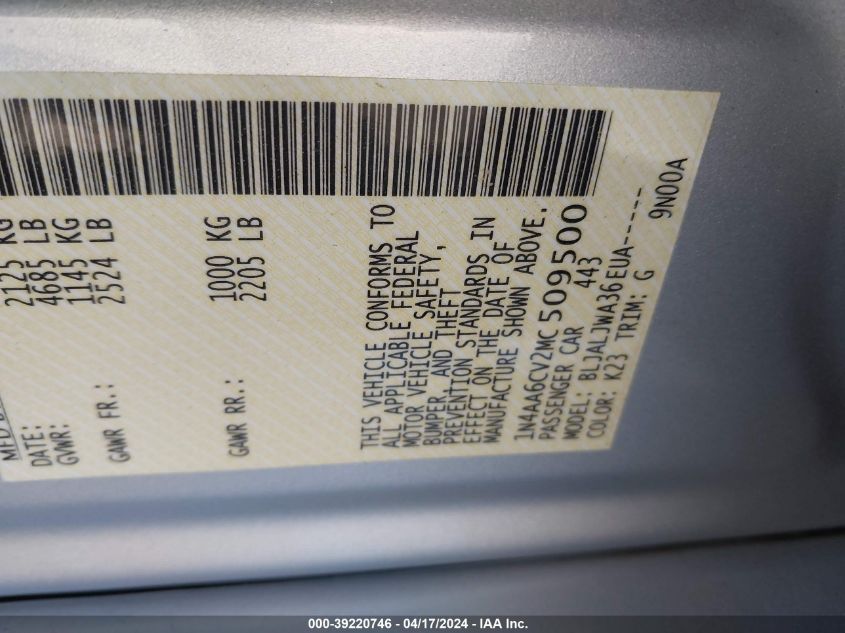 MFD B
DATE:
GVWR: 2125 KG
4685 LB
GAWR FR.: 1145 KG
2524 LB
GAWR RR.: 1000 KG
2205 LB
THIS VEHICLE CONFORMS TO
ALL APPLICABLE FEDERAL
MOTOR VEHICLE SAFETY,
BUMPER, AND THEFT
PREVENTION STANDARDS IN
EFFECT ON THE DATE OF
MANUFACTURE SHOWN ABOVE.
1N4AA6CV2MC509500
PASSENGER CAR 443
MODEL: BLJALJWA36EUA------
COLOR: K23 TRIM: G 9N00A
000-39220746 - 04/17/2024 - IAA Inc.